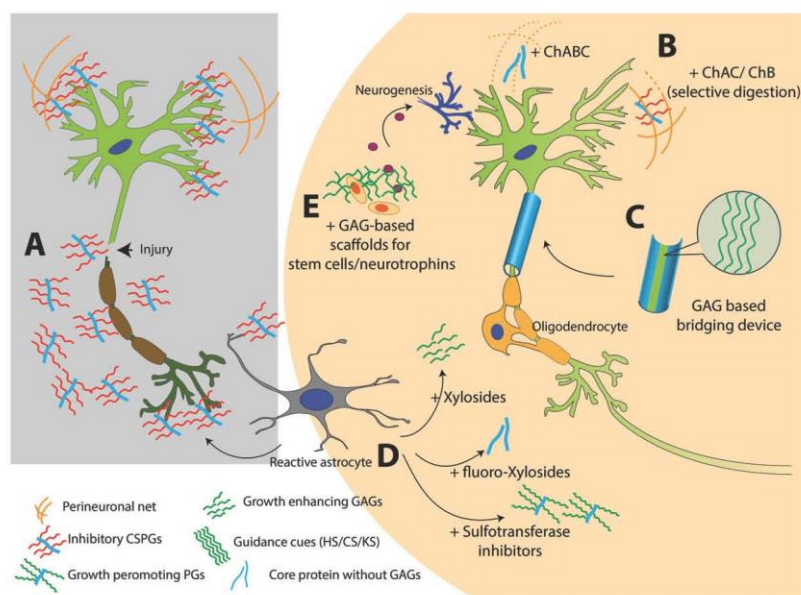 A
Injury
Reactive astrocyte
B
+ ChABC
+ ChAC/ ChB
(selective digestion)
Neurogenesis
E
+ GAG-based
scaffolds for
stem cells/neurotrophins
C
GAG based
bridging device
Oligodendrocyte
D
+ Xylosides
+ fluoro-Xylosides
+ Sulfotransferase
inhibitors
Perineuronal net
Inhibitory CSPGs
Growth peromoting PGs
Growth enhancing GAGs
Guidance cues (HS/CS/KS)
Core protein without GAGs